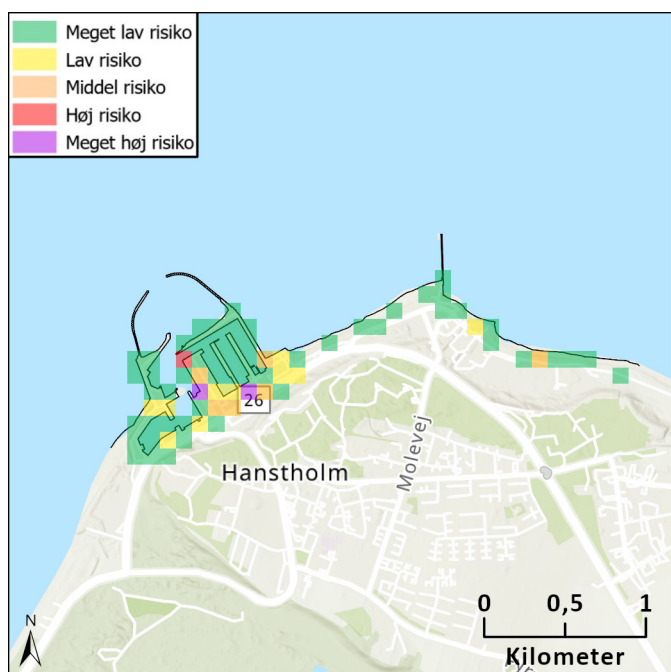 Meget lav risiko
Lav risiko
Middel risiko
Høj risiko
Meget høj risiko
26
Molevej
Hanstholm
N
0 0,5 1
Kilometer